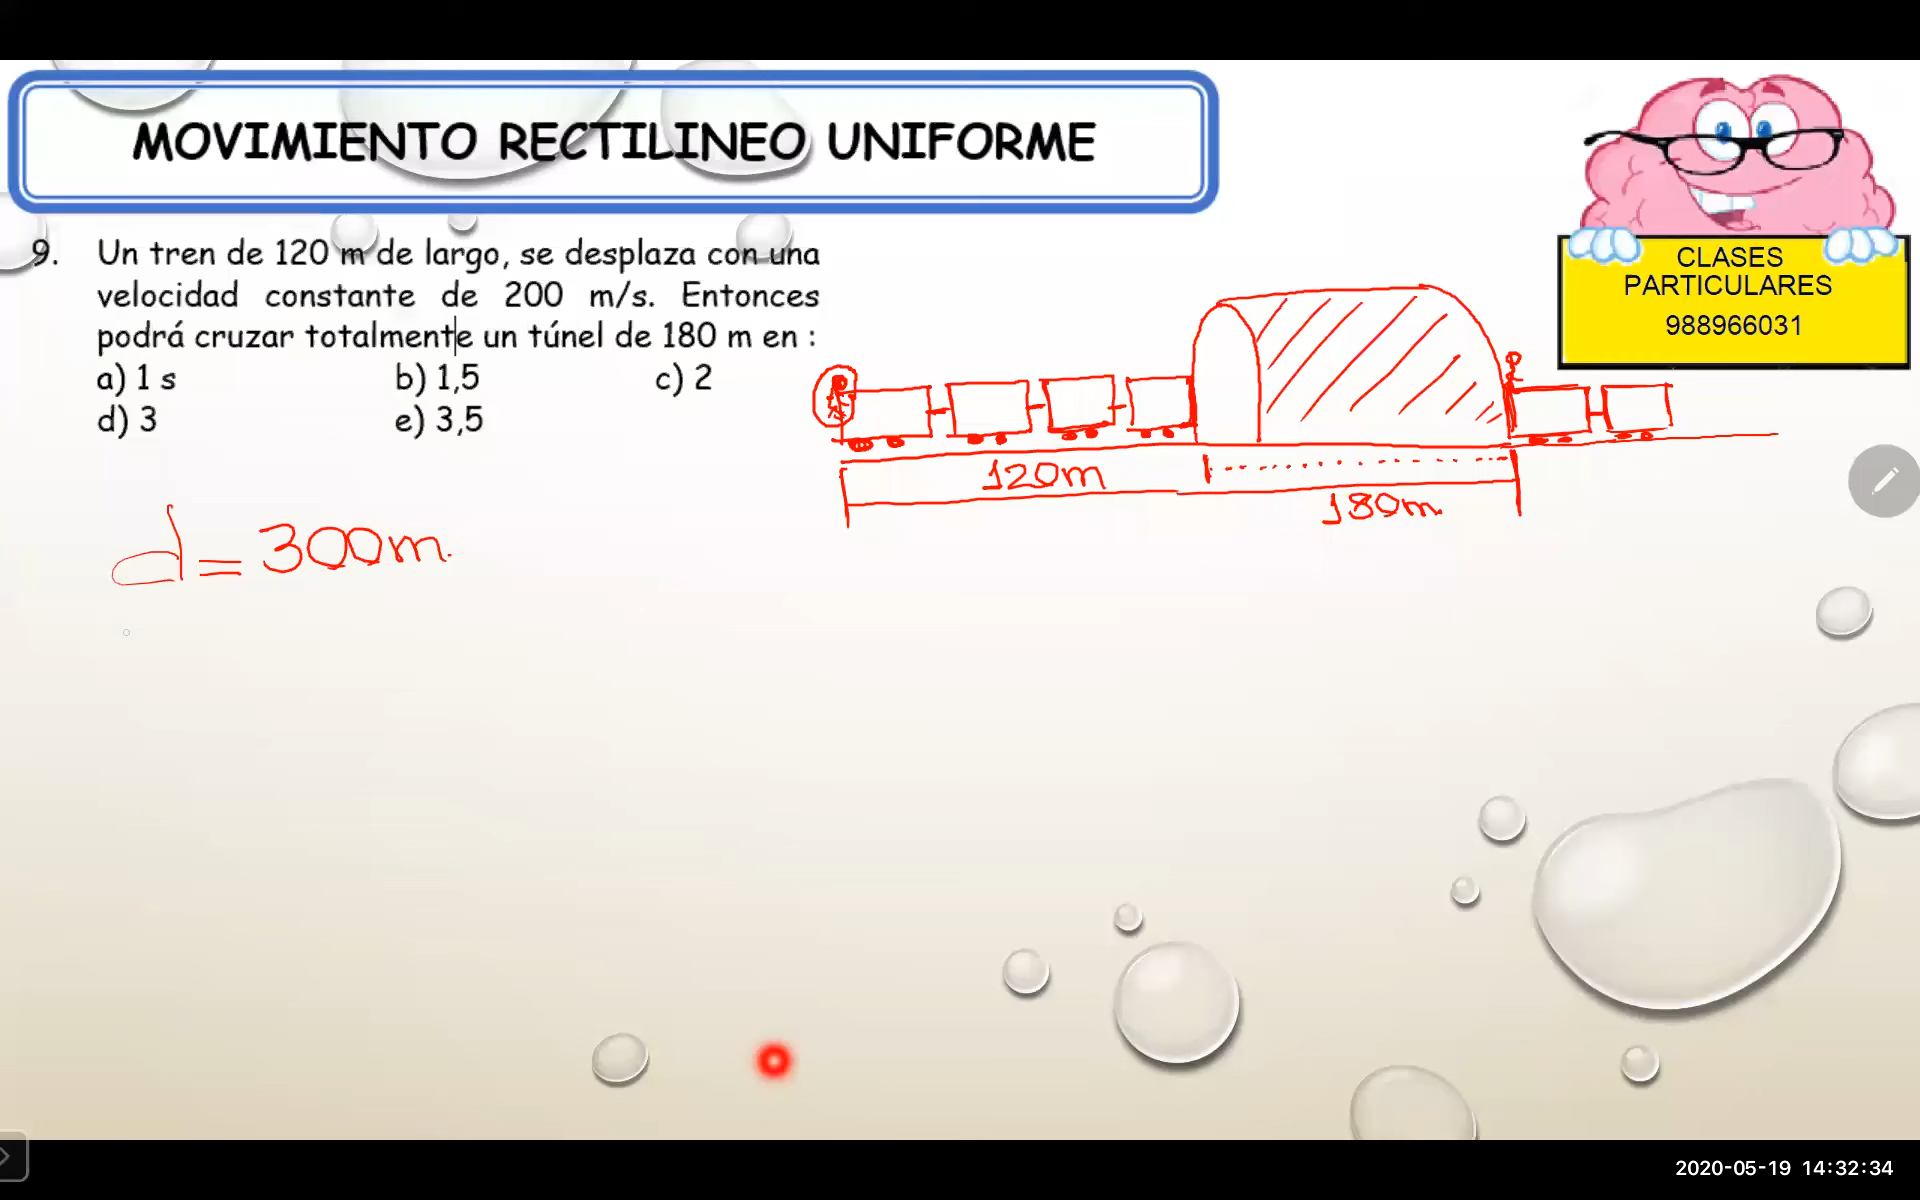 MOVIMIENTO RECTILINEO UNIFORME
9. Un tren de 120 m de largo, se desplaza con una
velocidad constante de 200 m/s. Entonces
podrá cruzar totalmente un túnel de 180 m en :
a) 1 s b) 1,5 c) 2
d) 3 e) 3,5
CLASES
PARTICULARES
988966031
120m
180m.
d = 300m.
2020-05-19 14:32:34